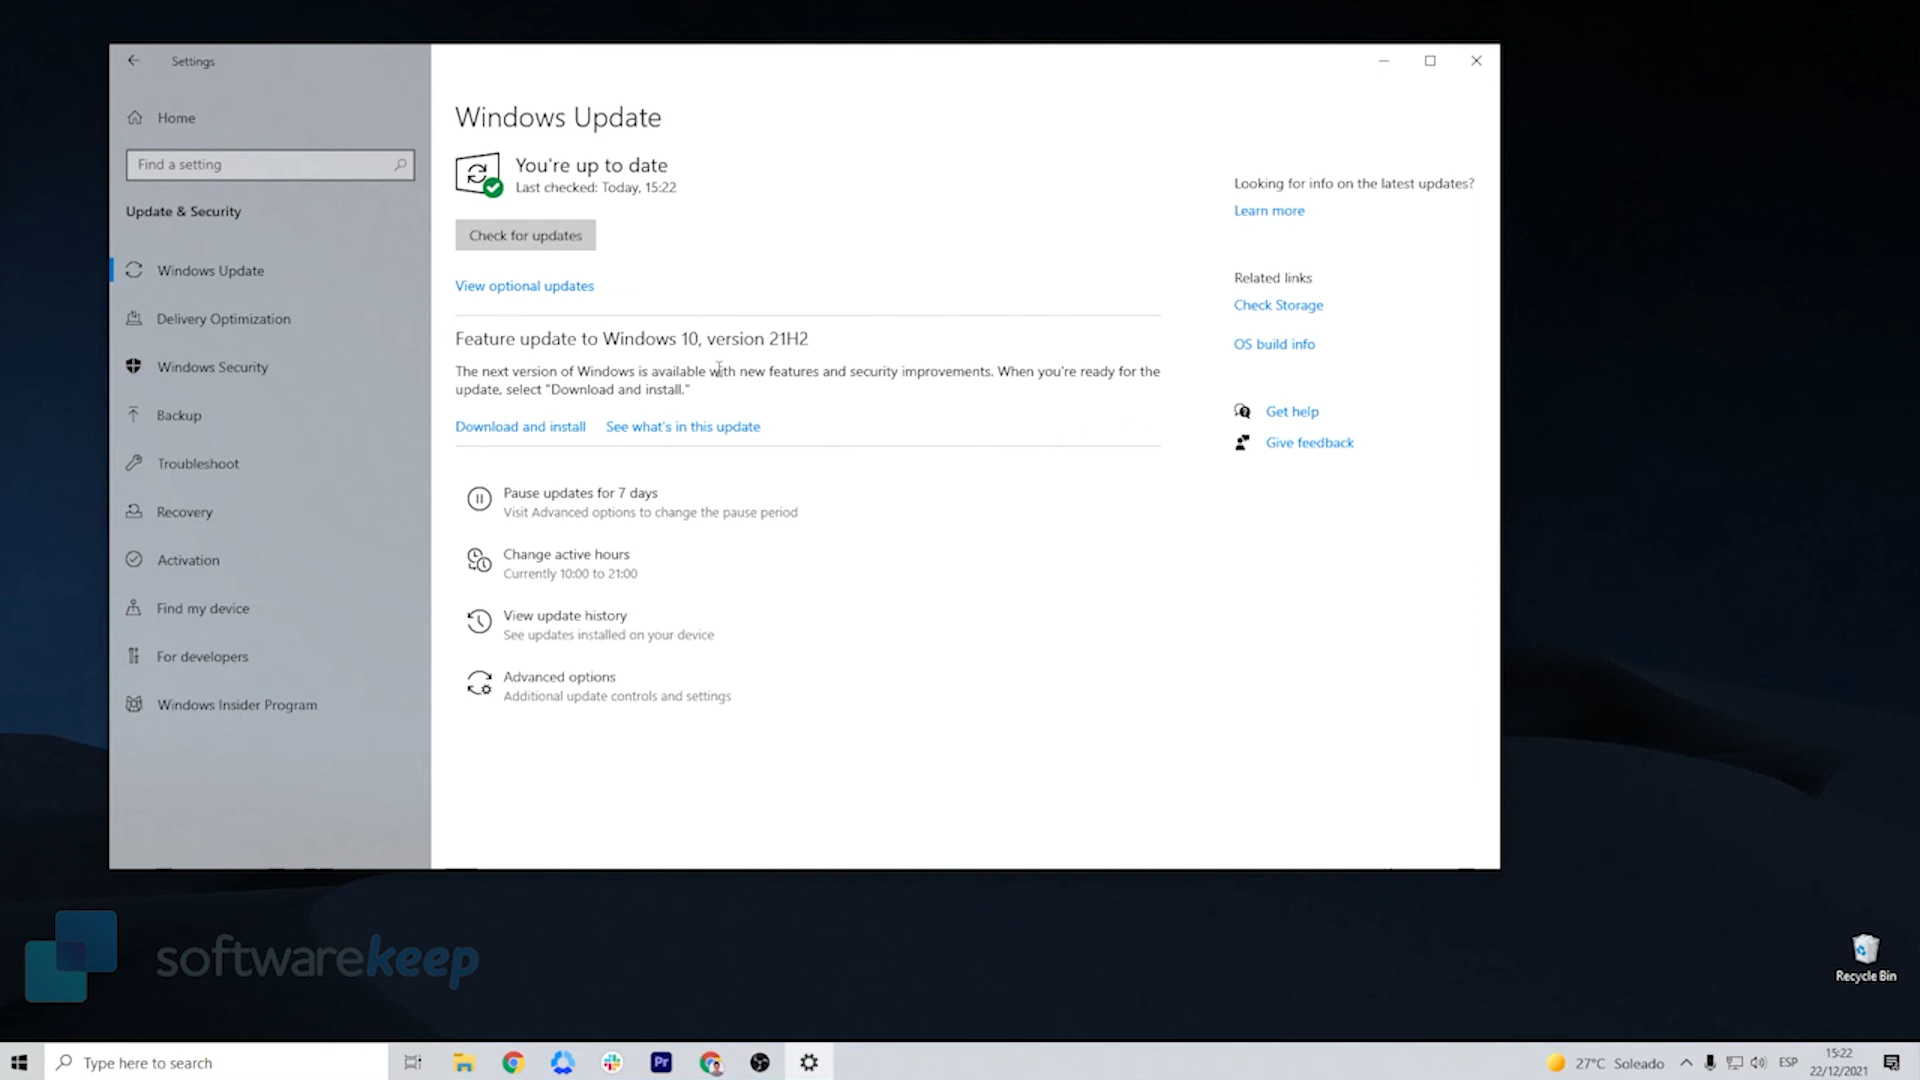 Settings
Home
Find a setting
Update & Security
Windows Update
Delivery Optimization
Windows Security
Backup
Troubleshoot
Recovery
Activation
Find my device
For developers
Windows Insider Program
Windows Update
You're up to date
Last checked: Today, 15:22
Check for updates
View optional updates
Feature update to Windows 10, version 21H2
The next version of Windows is available with new features and security improvements. When you're ready for the
update, select "Download and install."
Download and install See what's in this update
Pause updates for 7 days
Visit Advanced options to change the pause period
Change active hours
Currently 10:00 to 21:00
View update history
See updates installed on your device
Advanced options
Additional update controls and settings
Looking for info on the latest updates?
Learn more
Related links
Check Storage
OS build info
Get help
Give feedback
softwarekeep
Recycle Bin
Type here to search
Pr
27°C Soleado
ESP
15:22
22/12/2021